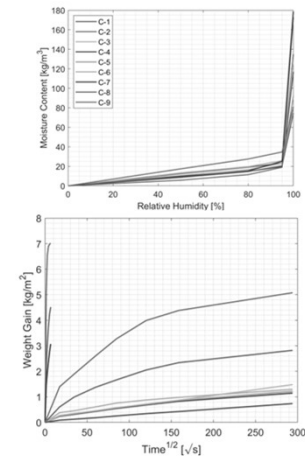 180
160
140
120
100
80
60
40
20
0
C-1
C-2
C-3
C-4
C-5
C-6
C-7
C-8
C-9
Moisture Content [kg/m³]
0 20 40 60 80 100
Relative Humidity [%]
8
7
6
5
4
3
2
1
0
Weight Gain [kg/m²]
0 50 100 150 200 250 300
Time^1/2 [√s]